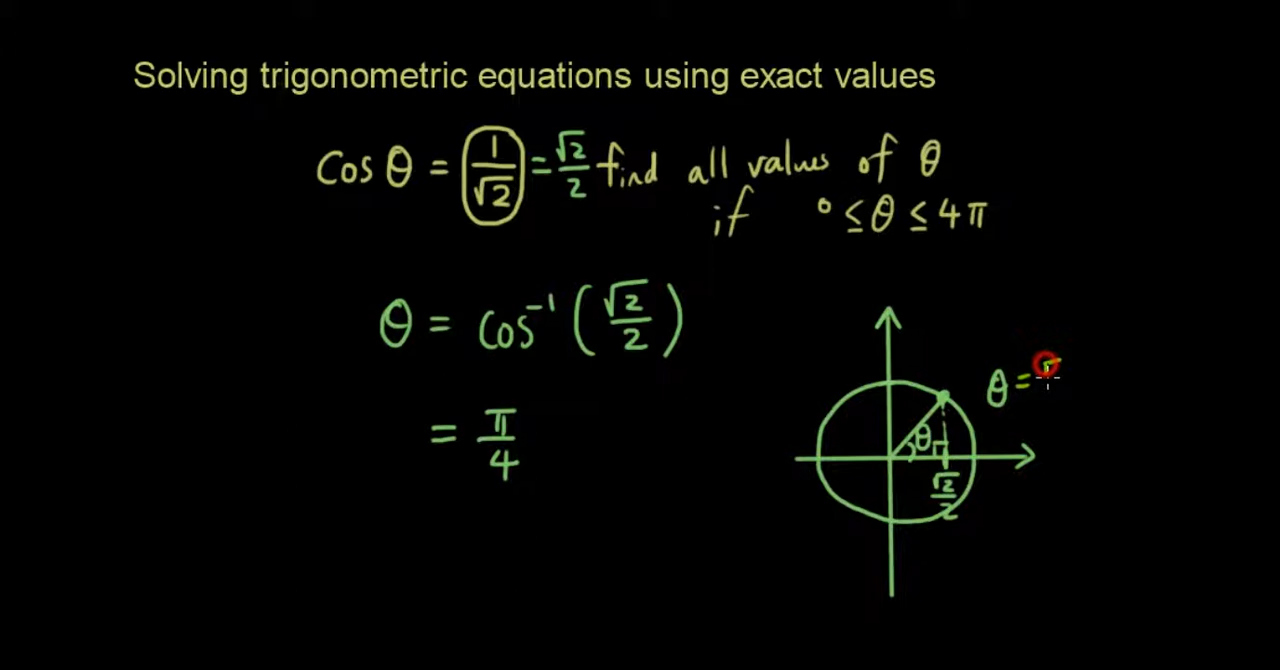 Solving trigonometric equations using exact values
Cos θ = 1/√2 = √2/2 find all values of θ
if 0 ≤ θ ≤ 4π
θ = cos⁻¹ (√2/2)
θ =
= π/4
θ
√2/2